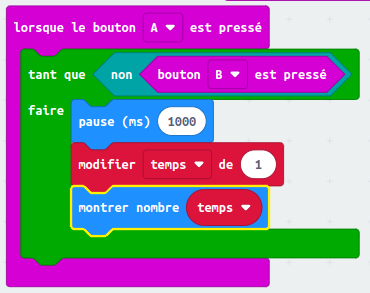 lorsque le bouton A est pressé
tant que non bouton B est pressé
faire
pause (ms) 1000
modifier temps de 1
montrer nombre temps